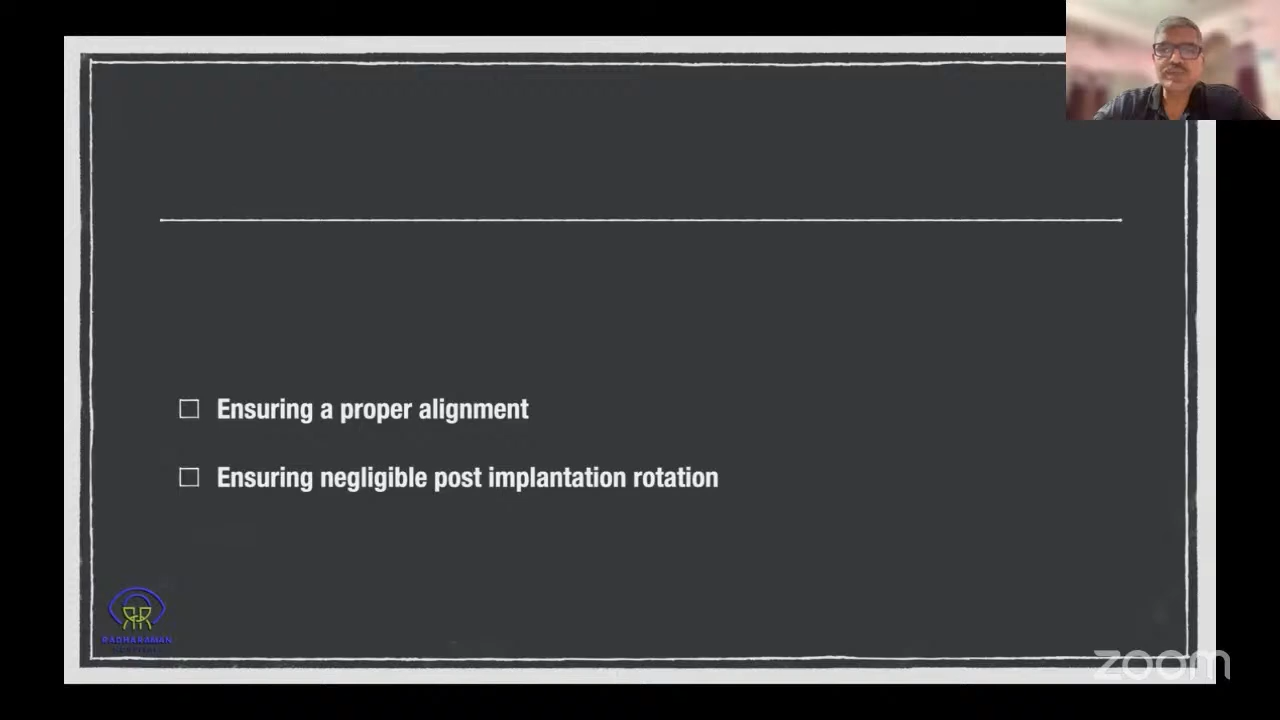 Ensuring a proper alignment
Ensuring negligible post implantation rotation
RADHARAMAN
zoom